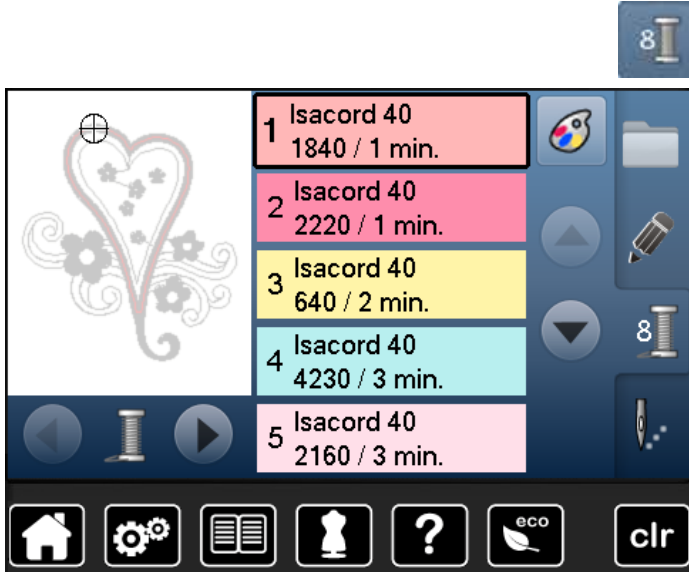 8
1 Isacord 40
1840 / 1 min.
2 Isacord 40
2220 / 1 min.
3 Isacord 40
640 / 2 min.
8
4 Isacord 40
4230 / 3 min.
5 Isacord 40
2160 / 3 min.
?
eco
clr